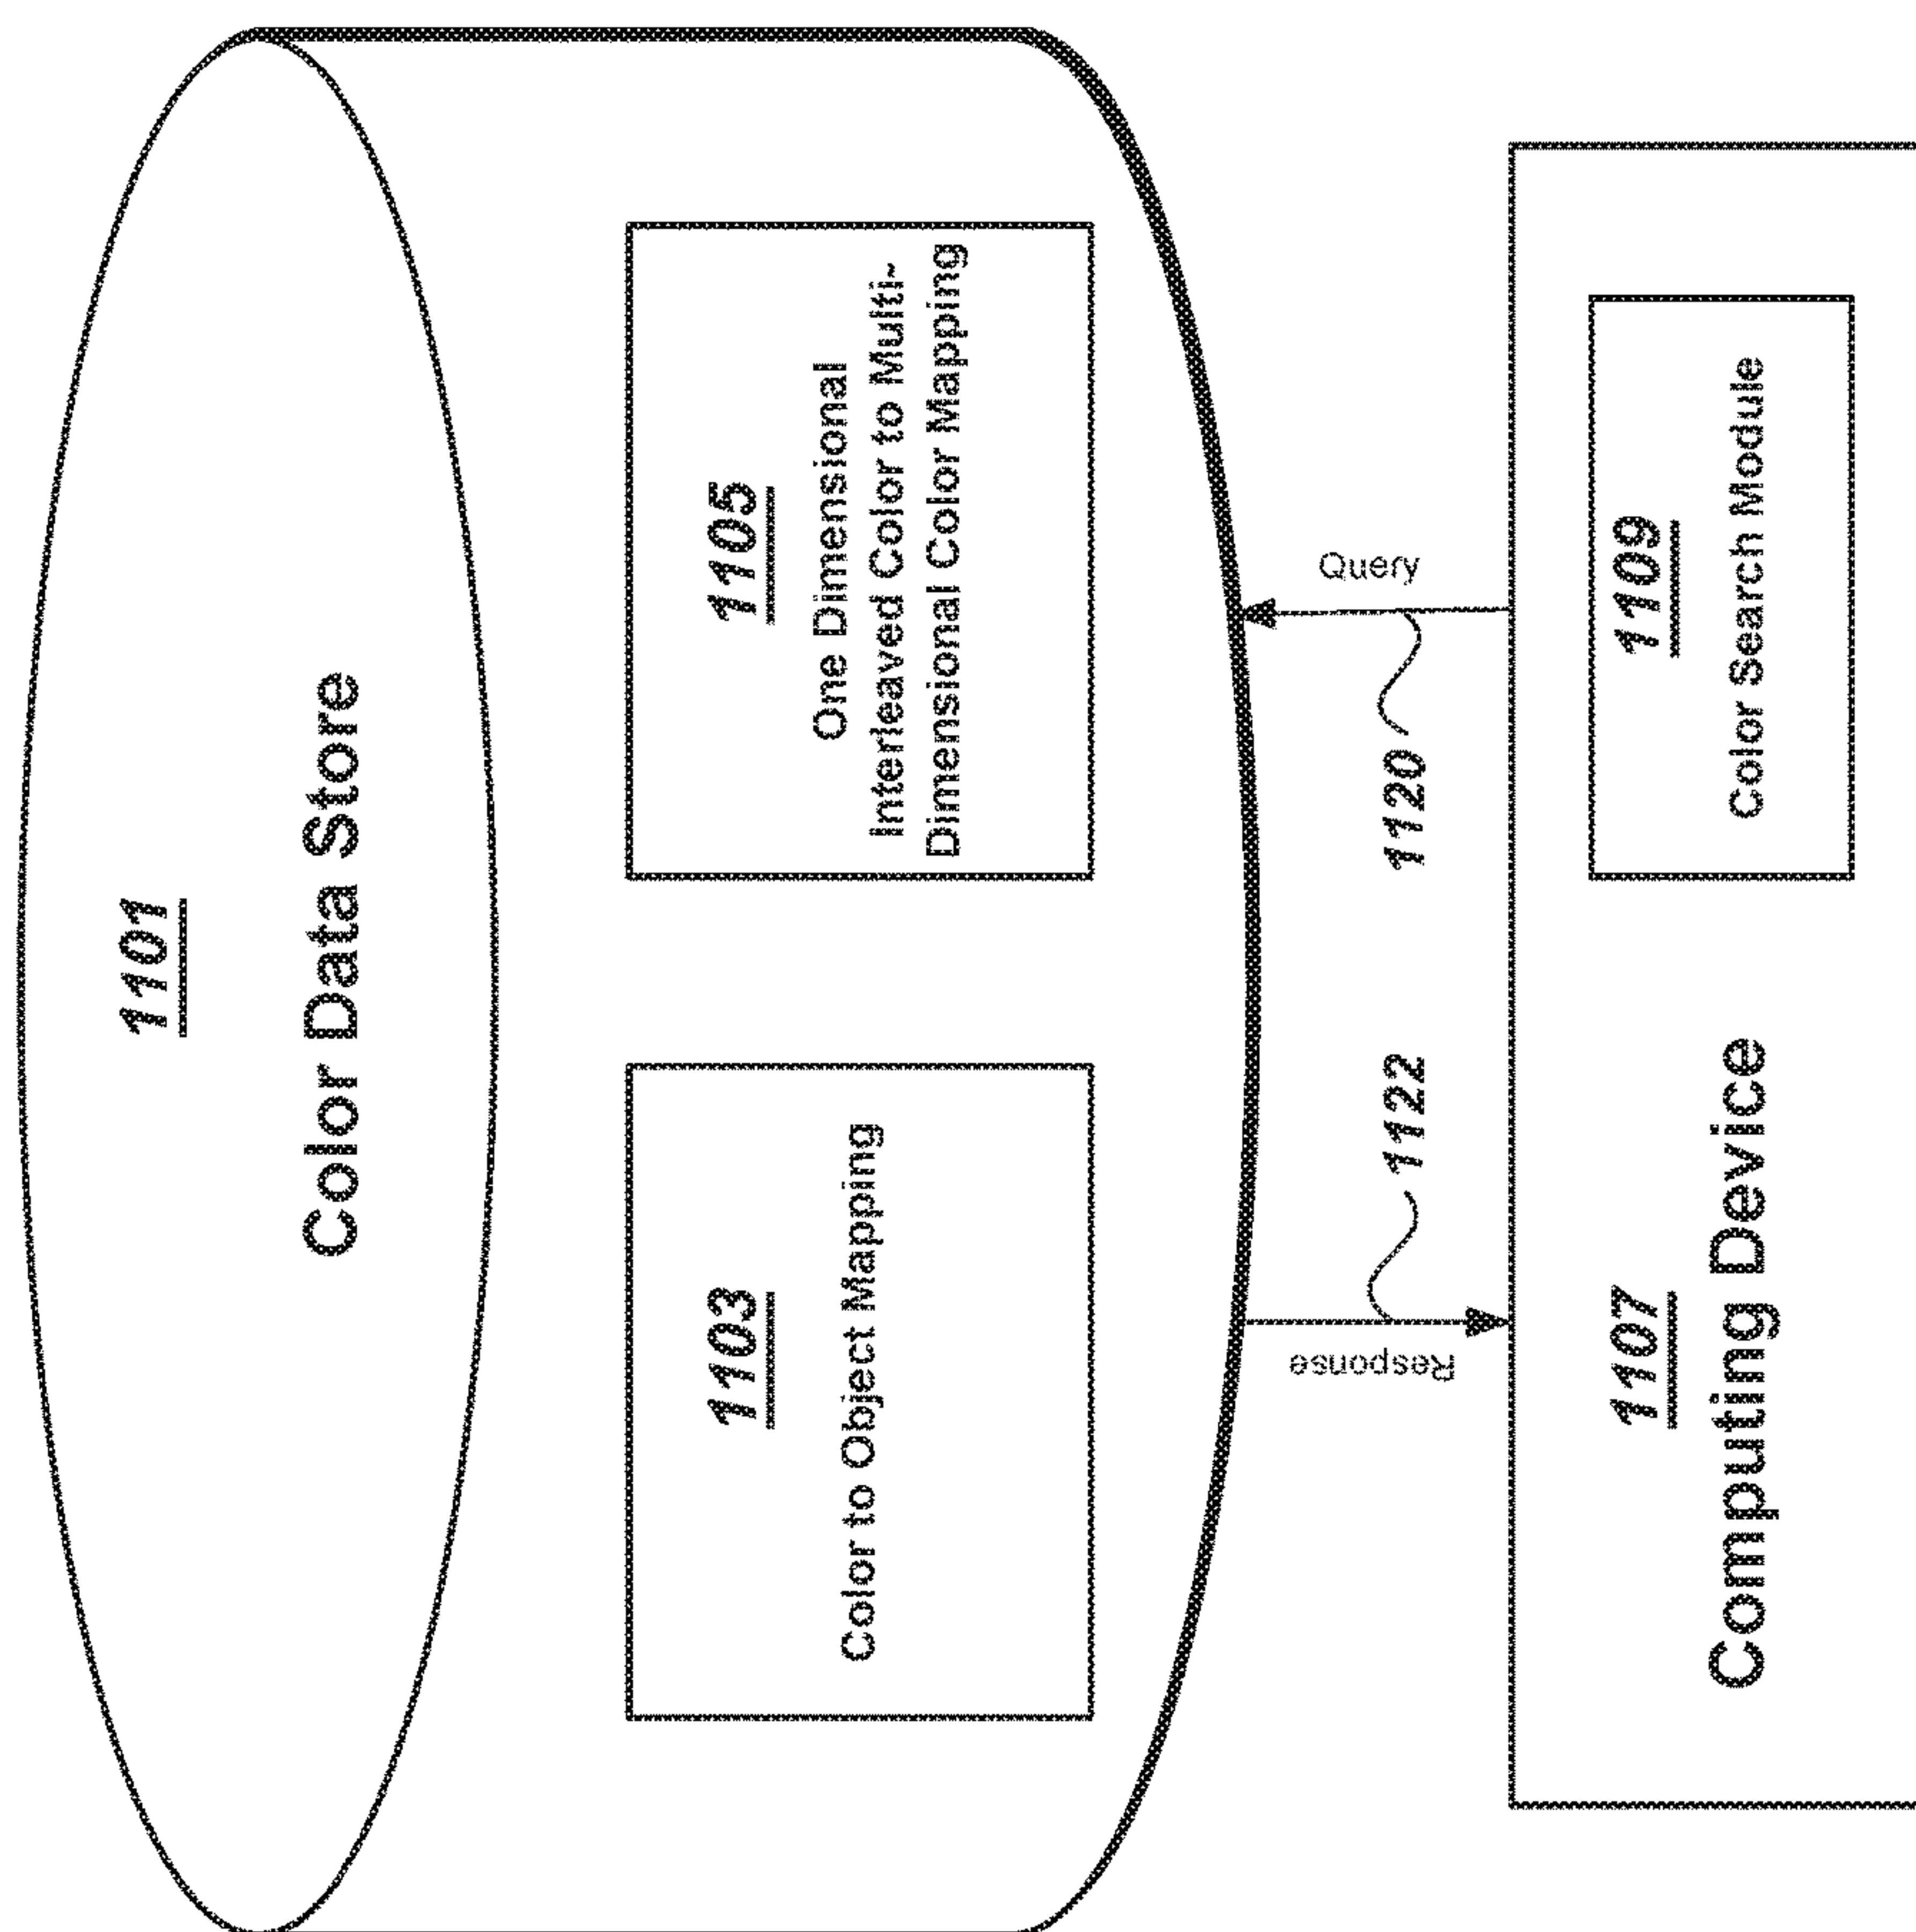 1101
Color Data Store
1103
Color to Object Mapping
1105
One Dimensional
Interleaved Color to Multi-
Dimensional Color Mapping
Response
1122
1120
Query
1107
Computing Device
1109
Color Search Module